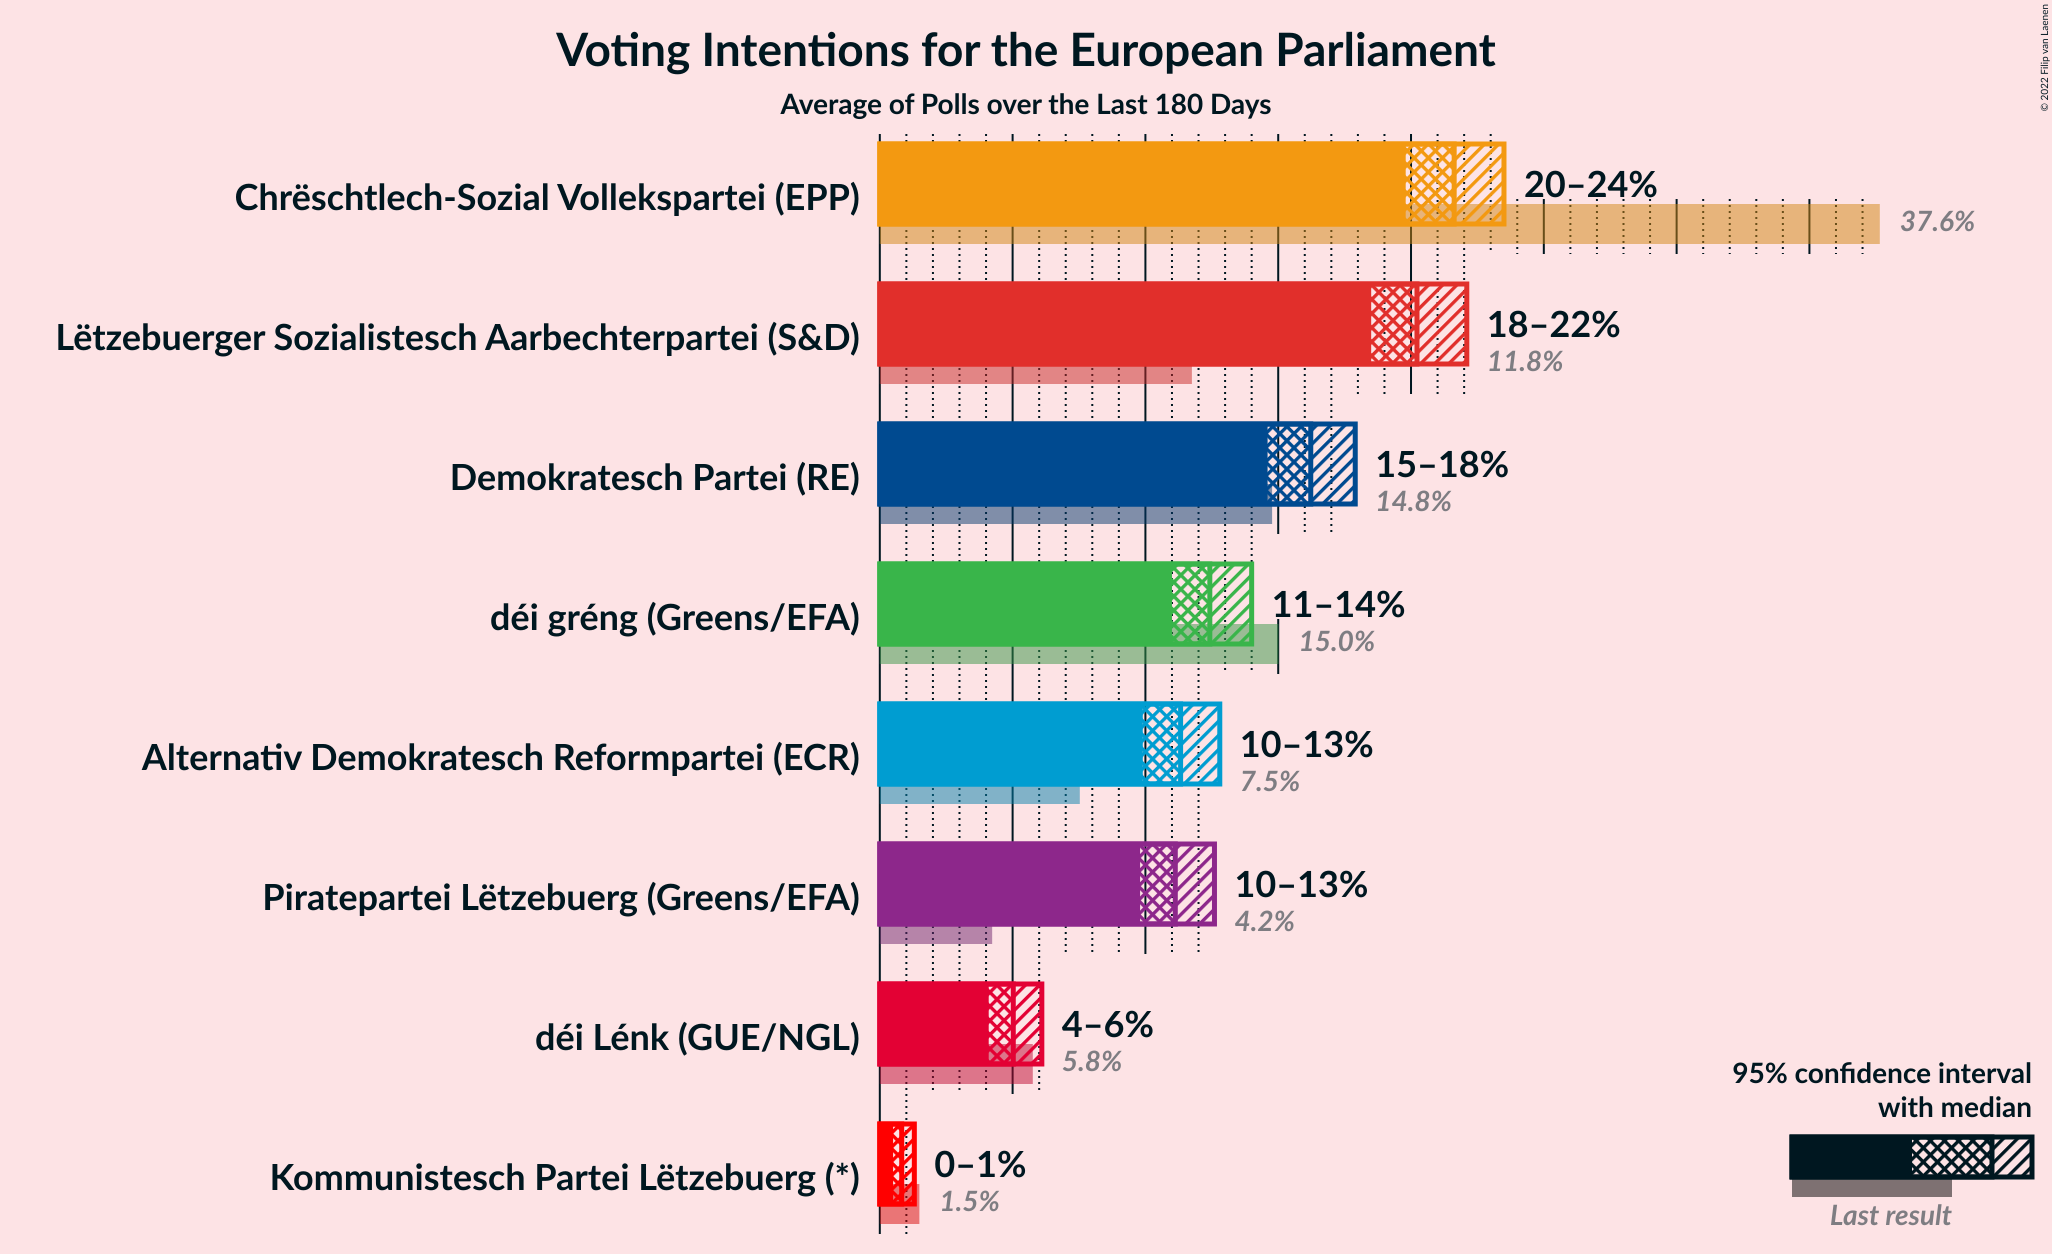 © 2022 Filip van Laenen
Voting Intentions for the European Parliament
Average of Polls over the Last 180 Days
Chrëschtlech-Sozial Vollekspartei (EPP)
20–24%
37.6%
Lëtzebuerger Sozialistesch Aarbechterpartei (S&D)
18–22%
11.8%
Demokratesch Partei (RE)
15–18%
14.8%
déi gréng (Greens/EFA)
11–14%
15.0%
Alternativ Demokratesch Reformpartei (ECR)
10–13%
7.5%
Piratepartei Lëtzebuerg (Greens/EFA)
10–13%
4.2%
déi Lénk (GUE/NGL)
4–6%
5.8%
Kommunistesch Partei Lëtzebuerg (*)
0–1%
1.5%
95% confidence interval
with median
Last result